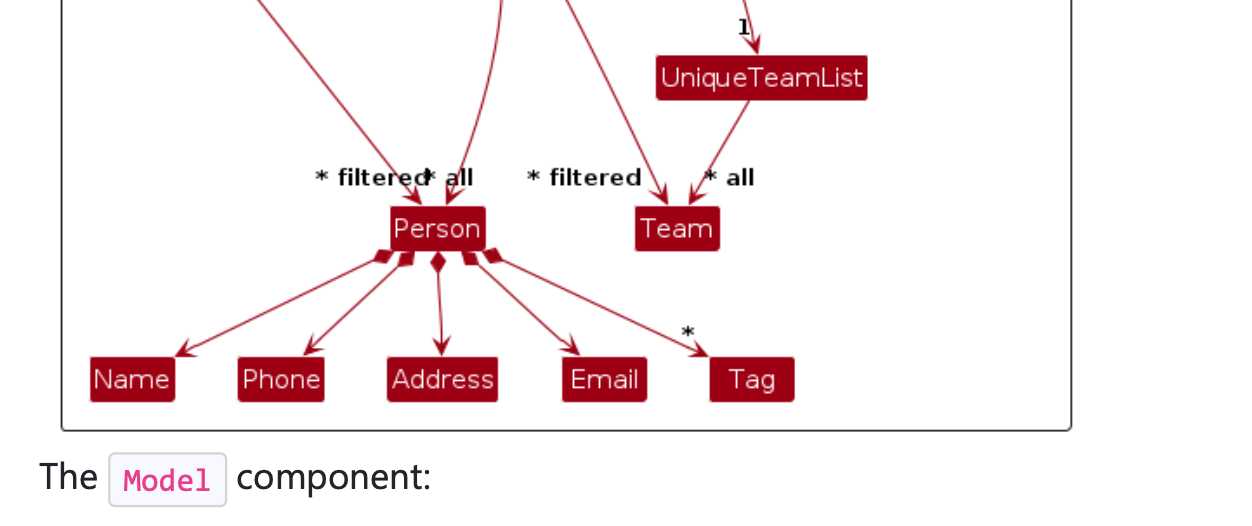 1
UniqueTeamList
* filtered
* all
* filtered
* all
Person
Team
*
Name
Phone
Address
Email
Tag
The Model component: